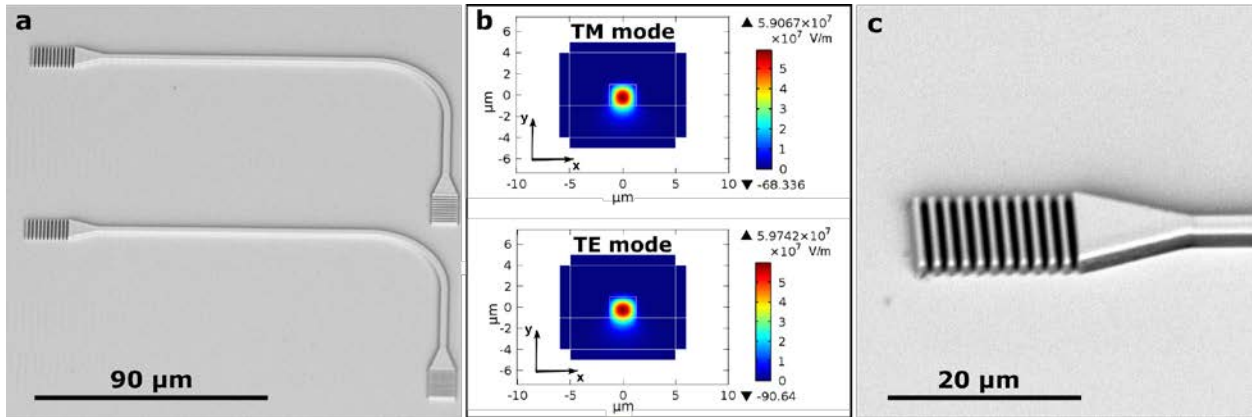 a
90 µm
b
TM mode
▲ 5.9067×10⁷
×10⁷ V/m
6
4
2
0
-2
-4
-6
µm
y
x
-10
-5
0
5
10
µm
5
4
3
2
1
0
▼ -68.336
TE mode
▲ 5.9742×10⁷
×10⁷ V/m
6
4
2
0
-2
-4
-6
µm
y
x
-10
-5
0
5
10
µm
5
4
3
2
1
0
▼ -90.64
c
20 µm